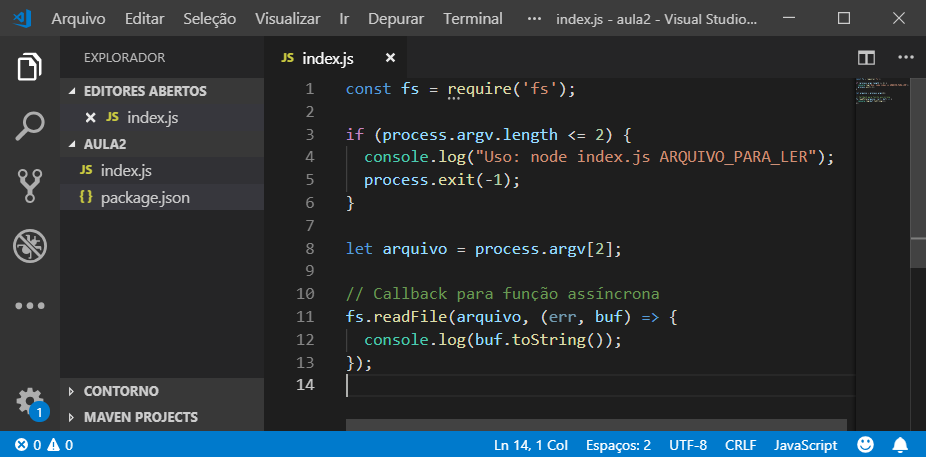 Arquivo Editar Seleção Visualizar Ir Depurar Terminal ··· index.js - aula2 - Visual Studio...
EXPLORADOR
EDITORES ABERTOS
JS index.js
AULA2
JS index.js
{} package.json
CONTORNO
MAVEN PROJECTS
1
JS index.js
1 const fs = require('fs');
2
3 if (process.argv.length <= 2) {
4   console.log("Uso: node index.js ARQUIVO_PARA_LER");
5   process.exit(-1);
6 }
7
8 let arquivo = process.argv[2];
9
10 // Callback para função assíncrona
11 fs.readFile(arquivo, (err, buf) => {
12   console.log(buf.toString());
13 });
14
0 0 Ln 14, 1 Col Espaços: 2 UTF-8 CRLF JavaScript